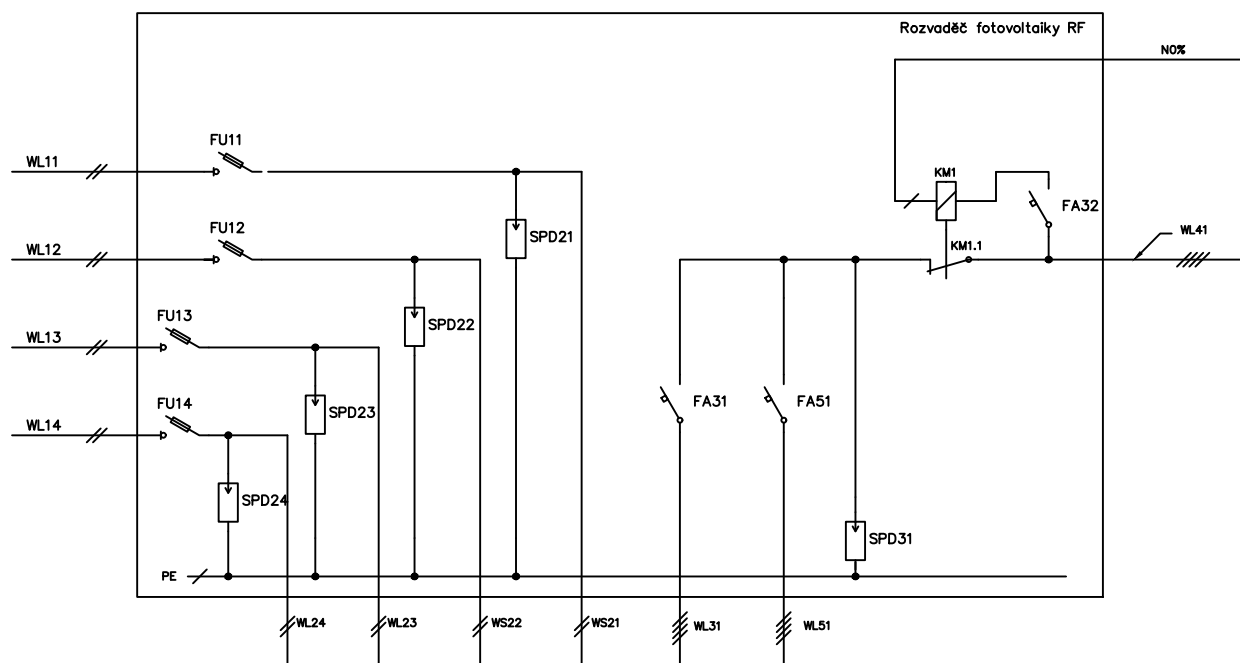 Rozvaděč fotovoltaiky RF
N0%
FU11
WL11
KM1
FA32
FU12
SPD21
WL41
WL12
KM1.1
FU13
SPD22
WL13
FU14
SPD23
FA31
FA51
WL14
SPD24
SPD31
PE
WL24
WL23
WS22
WS21
WL31
WL51